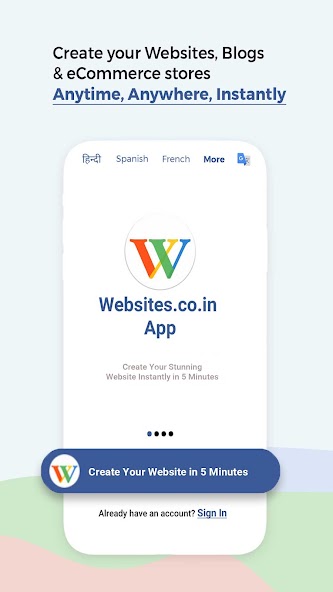 Create your Websites, Blogs
& eCommerce stores
Anytime, Anywhere, Instantly
हिन्दी Spanish French More
W
Websites.co.in
App
Create Your Stunning
Website Instantly in 5 Minutes
W Create Your Website in 5 Minutes
Already have an account? Sign In